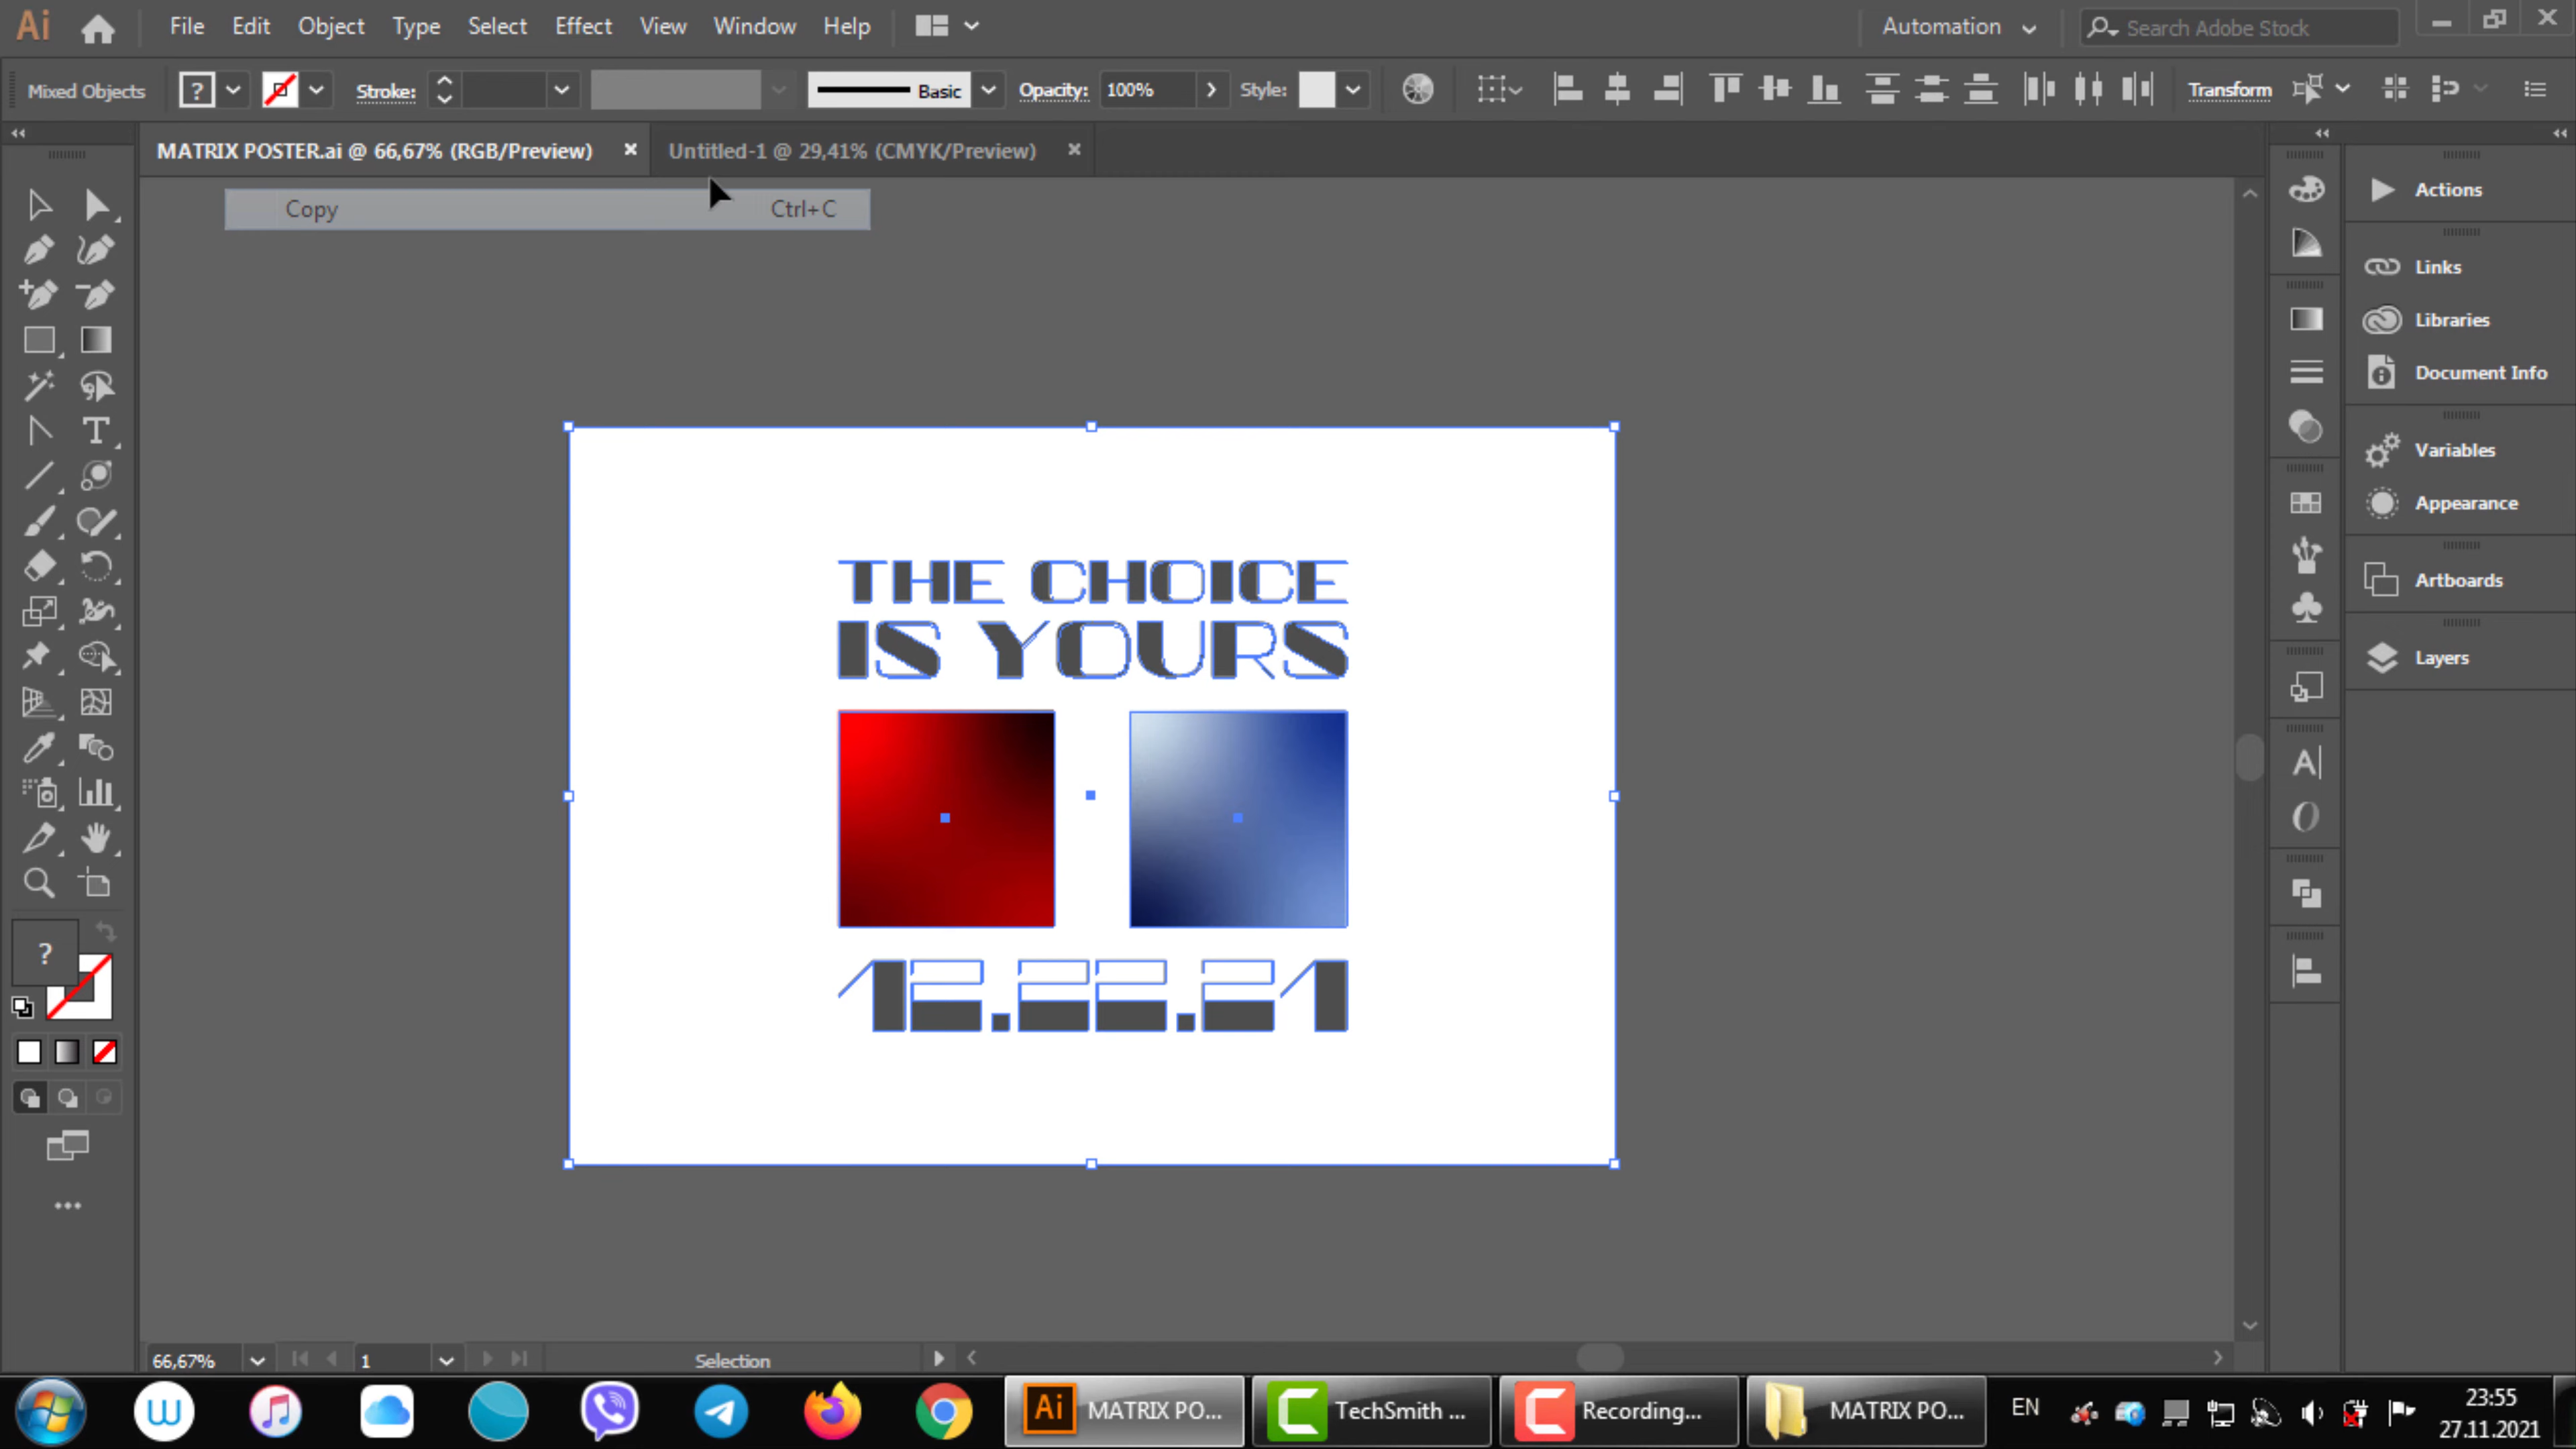 Ai File Edit Object Type Select Effect View Window Help Automation Search Adobe Stock
Mixed Objects ? Stroke: Basic Opacity: 100% Style: Transform
MATRIX POSTER.ai @ 66,67% (RGB/Preview) × Untitled-1 @ 29,41% (CMYK/Preview) ×
Copy Ctrl+C
Actions
Links
Libraries
Document Info
Variables
Appearance
Artboards
Layers
THE CHOICE
IS YOURS
12.22.21
?
66,67% 1 Selection
Ai MATRIX PO... TechSmith ... Recording... MATRIX PO... EN
23:55
27.11.2021